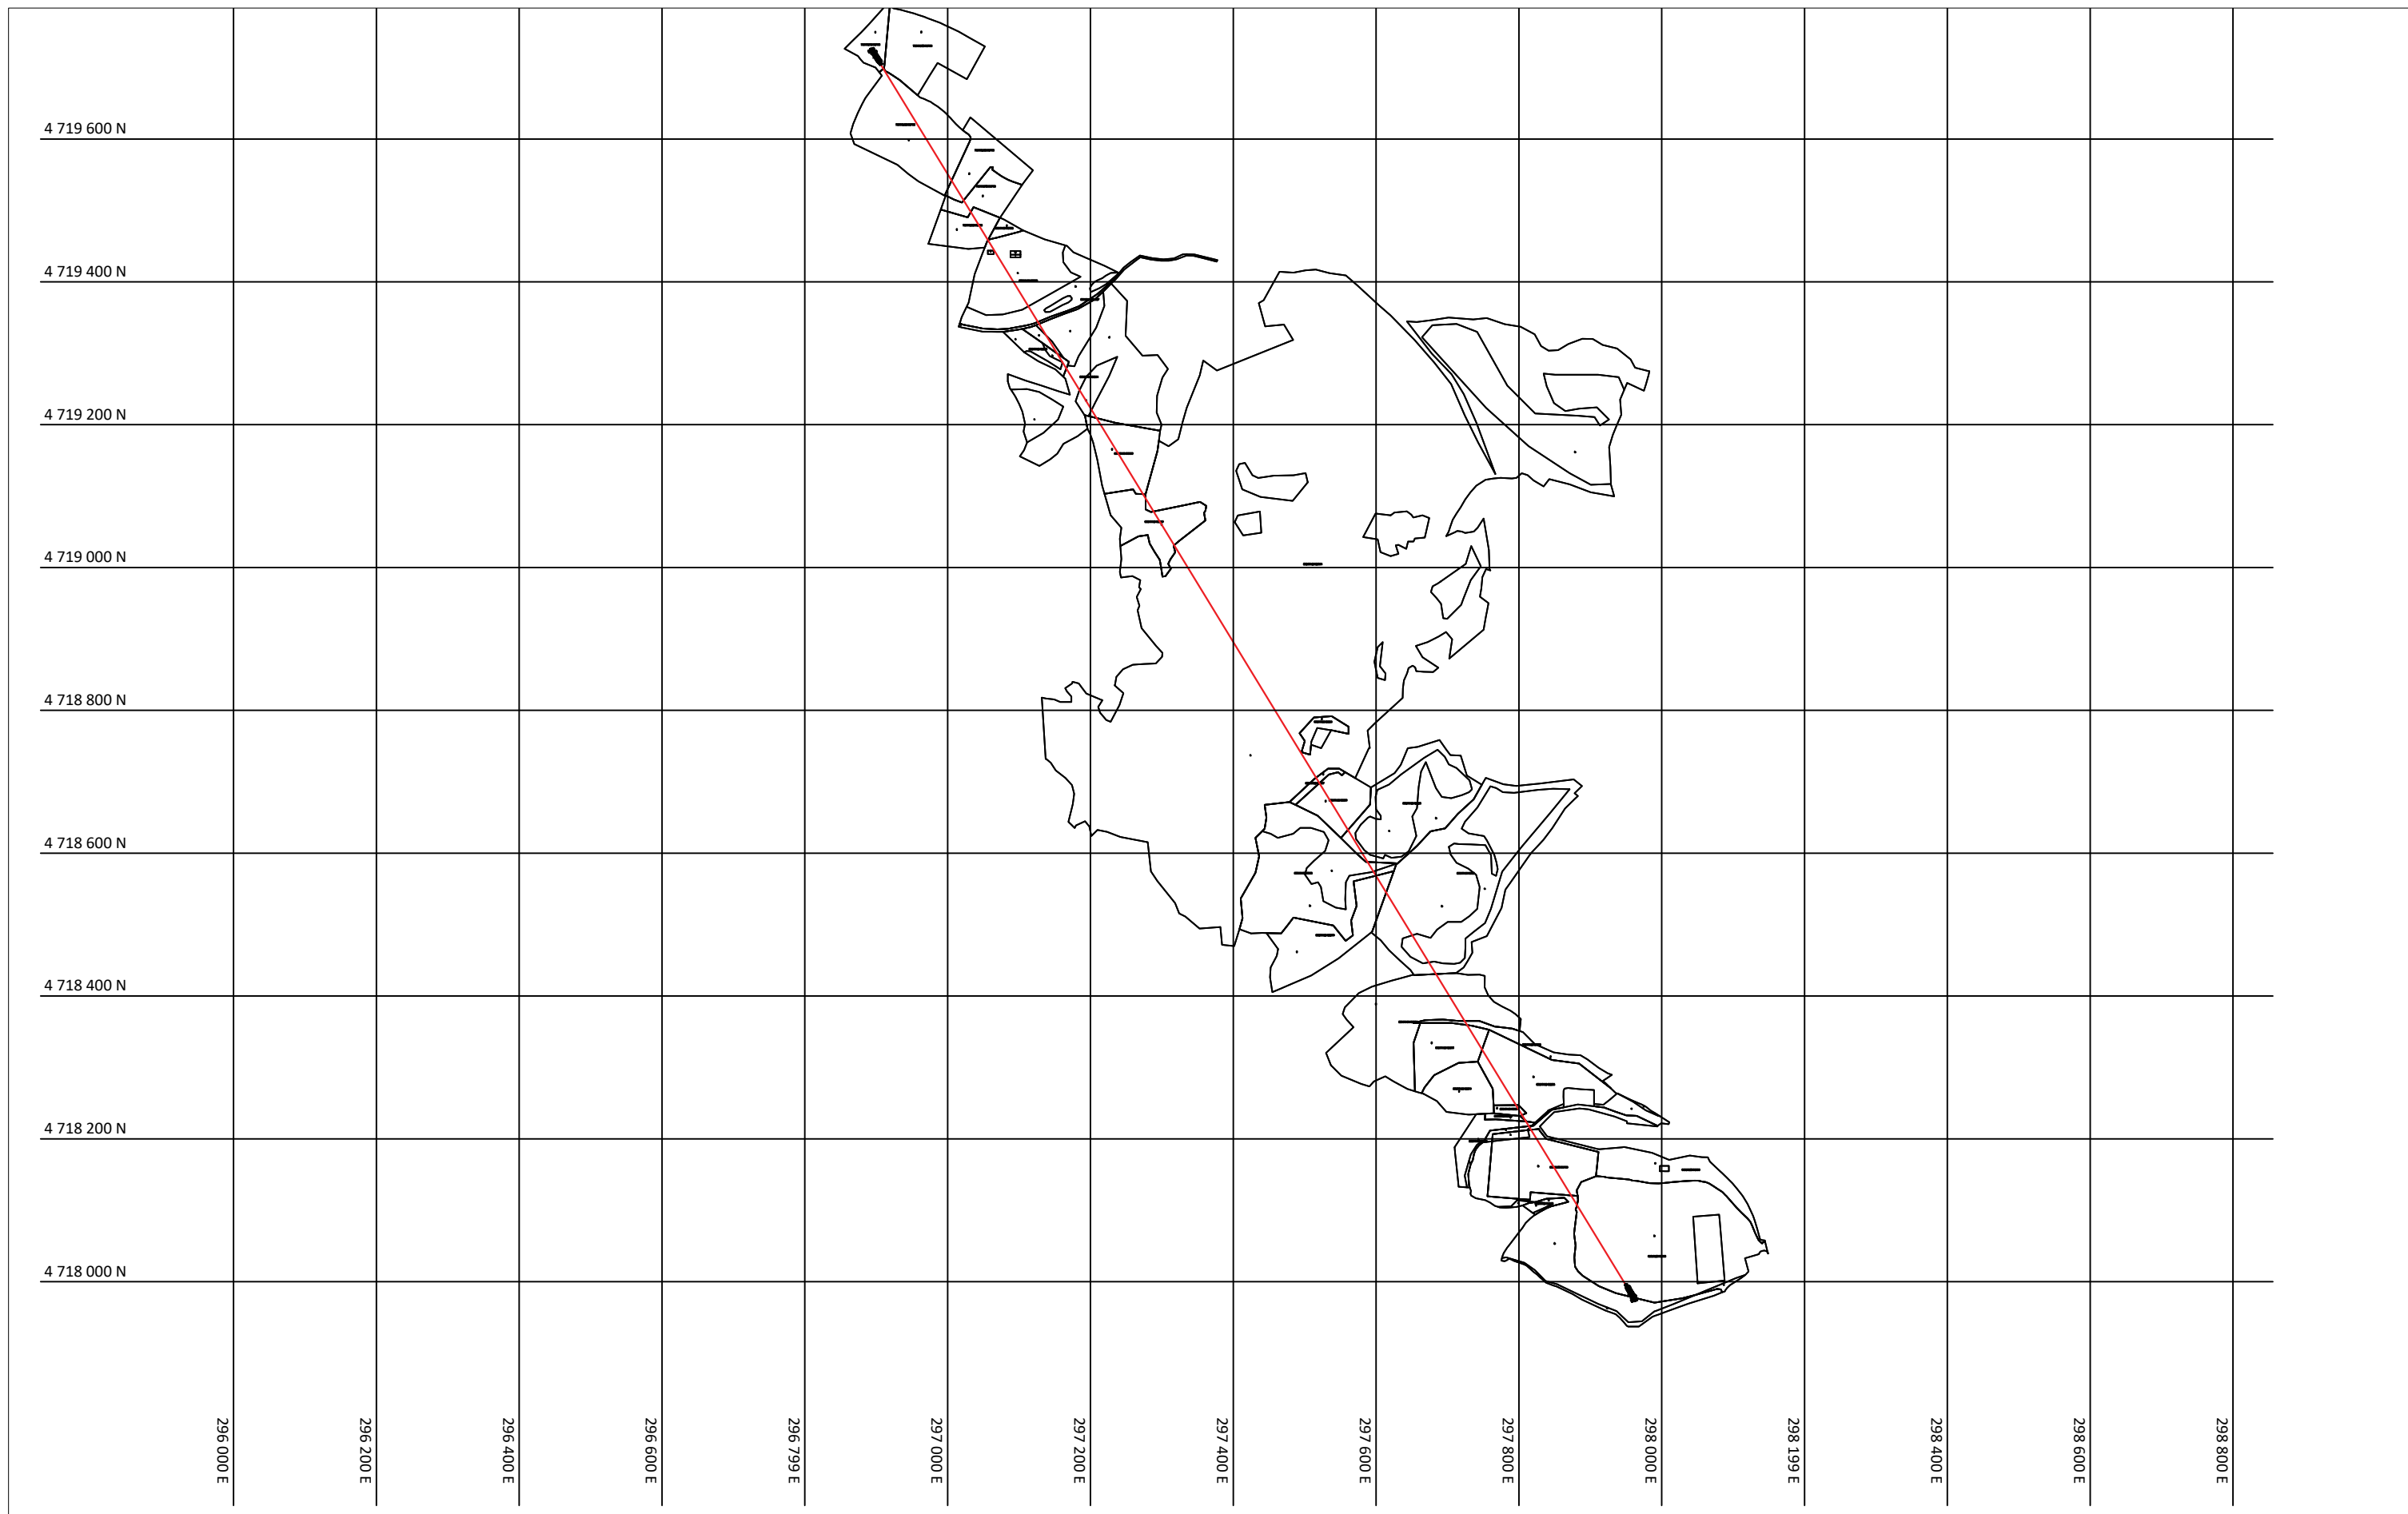 4 719 600 N
4 719 400 N
4 719 200 N
4 719 000 N
4 718 800 N
4 718 600 N
4 718 400 N
4 718 200 N
4 718 000 N
296 000 E
296 200 E
296 400 E
296 600 E
296 799 E
297 000 E
297 200 E
297 400 E
297 600 E
297 800 E
298 000 E
298 199 E
298 400 E
298 600 E
298 800 E